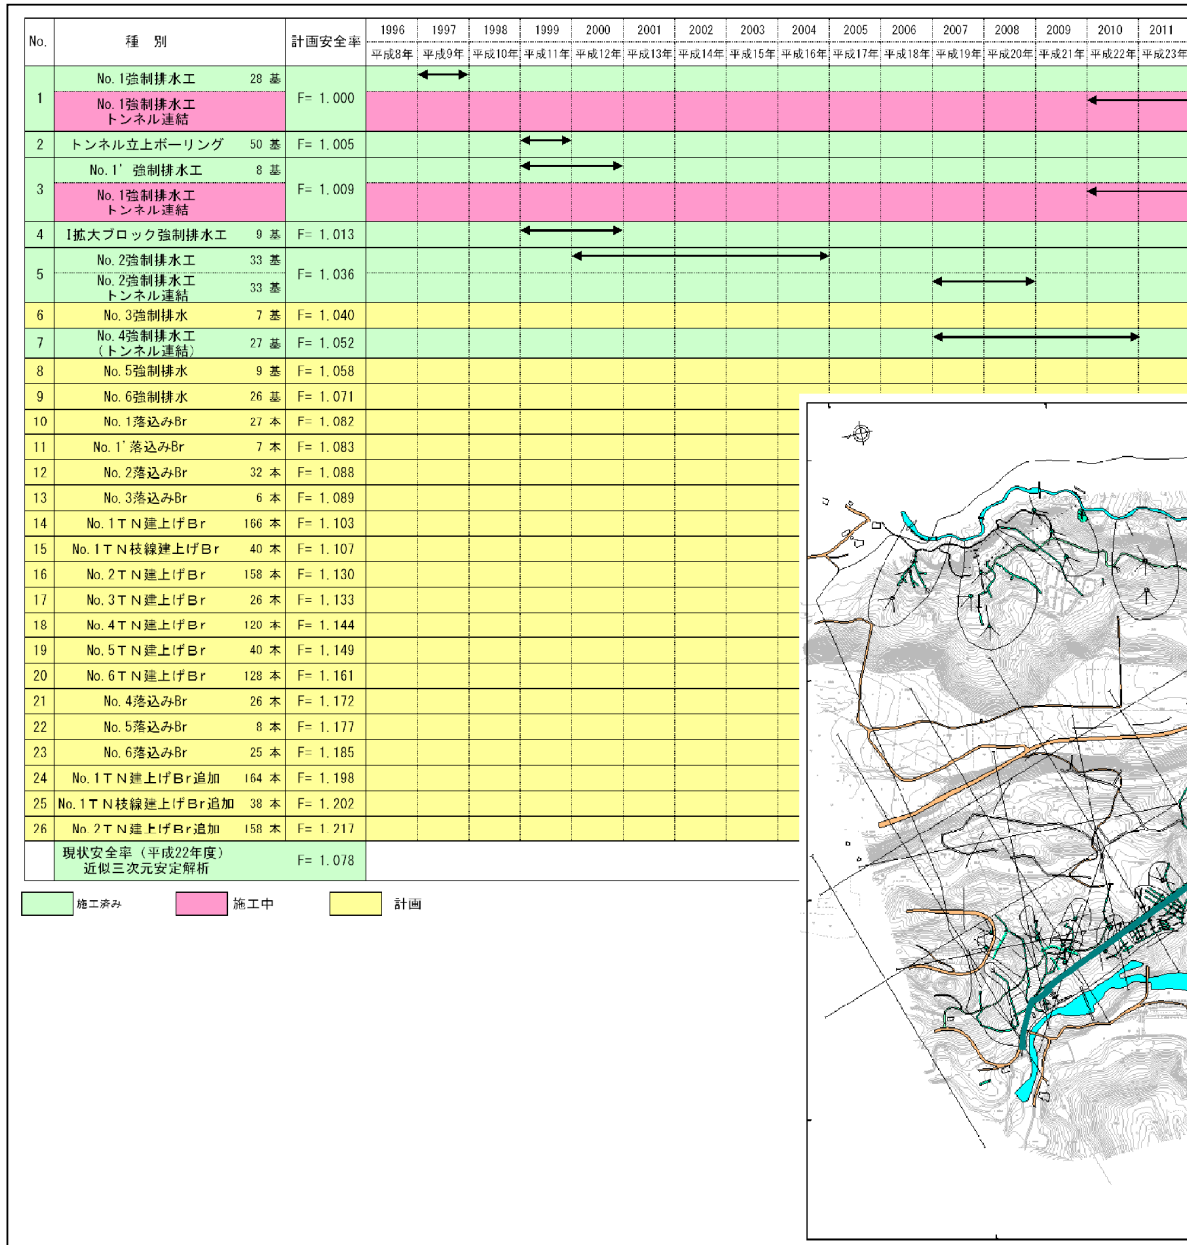 No. 種 別 計画安全率 1996 1997 1998 1999 2000 2001 2002 2003 2004 2005 2006 2007 2008 2009 2010 2011
平成8年 平成9年 平成10年 平成11年 平成12年 平成13年 平成14年 平成15年 平成16年 平成17年 平成18年 平成19年 平成20年 平成21年 平成22年 平成23年
1 No.1強制排水工 28 基 F= 1.000
No.1強制排水工
トンネル連結
2 トンネル立上ボーリング 50 基 F= 1.005
3 No.1'強制排水工 8 基 F= 1.009
No.1強制排水工
トンネル連結
4 I拡大ブロック強制排水工 9 基 F= 1.013
5 No.2強制排水工 33 基 F= 1.036
No.2強制排水工
トンネル連結 33 基
6 No.3強制排水 7 基 F= 1.040
7 No.4強制排水工
(トンネル連結) 27 基 F= 1.052
8 No.5強制排水 9 基 F= 1.058
9 No.6強制排水 26 基 F= 1.071
10 No.1落込みBr 27 本 F= 1.082
11 No.1'落込みBr 7 本 F= 1.083
12 No.2落込みBr 32 本 F= 1.088
13 No.3落込みBr 6 本 F= 1.089
14 No.1TN建上げBr 166 本 F= 1.103
15 No.1TN枝線建上げBr 40 本 F= 1.107
16 No.2TN建上げBr 158 本 F= 1.130
17 No.3TN建上げBr 26 本 F= 1.133
18 No.4TN建上げBr 120 本 F= 1.144
19 No.5TN建上げBr 40 本 F= 1.149
20 No.6TN建上げBr 128 本 F= 1.161
21 No.4落込みBr 26 本 F= 1.172
22 No.5落込みBr 8 本 F= 1.177
23 No.6落込みBr 25 本 F= 1.185
24 No.1TN建上げBr追加 164 本 F= 1.198
25 No.1TN枝線建上げBr追加 38 本 F= 1.202
26 No.2TN建上げBr追加 158 本 F= 1.217
現状安全率(平成22年度)
近似三次元安定解析 F= 1.078
施工済み 施工中 計画